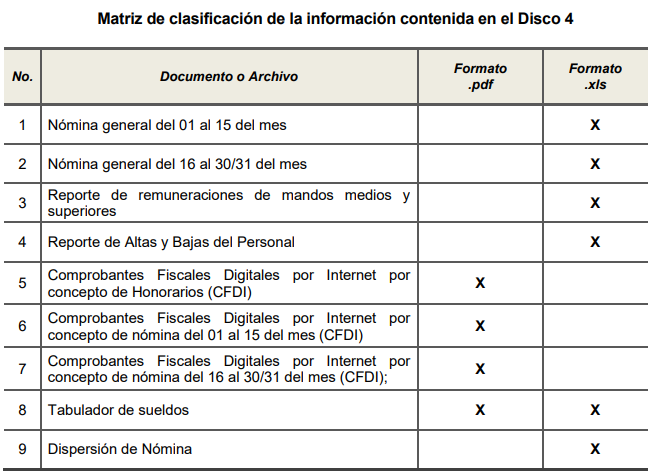 Matriz de clasificación de la información contenida en el Disco 4
No. Documento o Archivo Formato .pdf Formato .xls
1 Nómina general del 01 al 15 del mes X
2 Nómina general del 16 al 30/31 del mes X
3 Reporte de remuneraciones de mandos medios y
superiores X
4 Reporte de Altas y Bajas del Personal X
5 Comprobantes Fiscales Digitales por Internet por
concepto de Honorarios (CFDI) X
6 Comprobantes Fiscales Digitales por Internet por
concepto de nómina del 01 al 15 del mes (CFDI) X
7 Comprobantes Fiscales Digitales por Internet por
concepto de nómina del 16 al 30/31 del mes (CFDI); X
8 Tabulador de sueldos X X
9 Dispersión de Nómina X